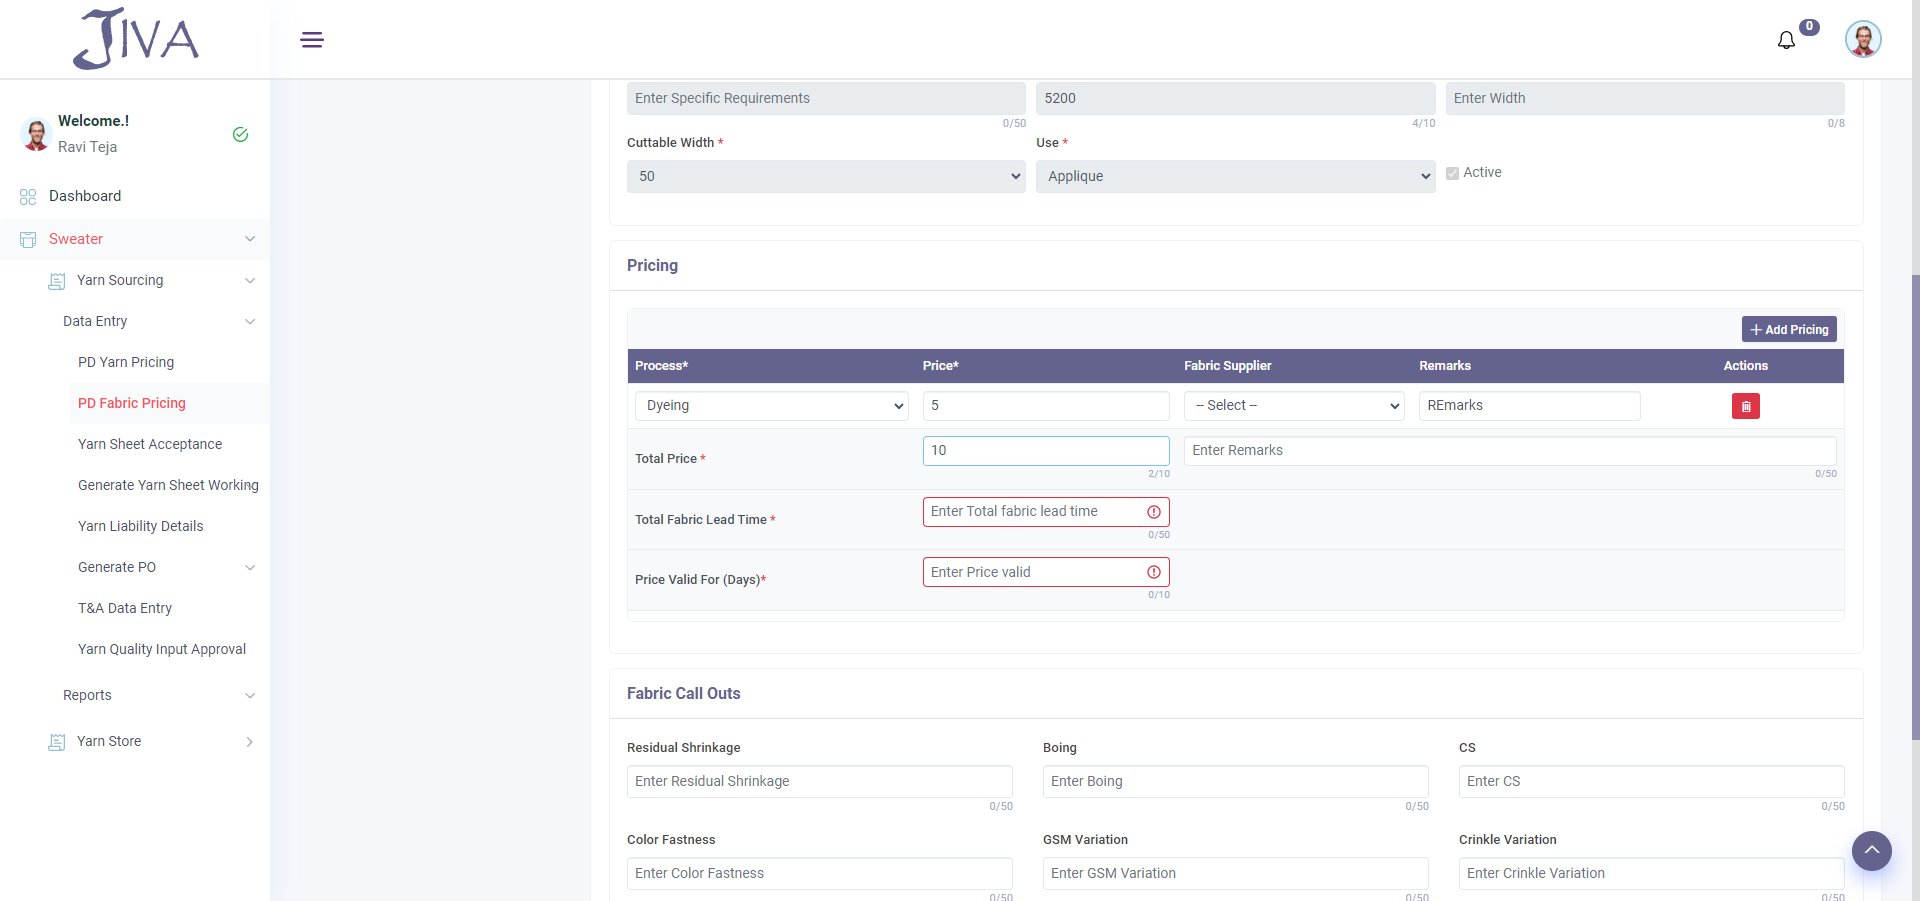 JIVA
0
Welcome.!
Ravi Teja
Dashboard
Sweater
Yarn Sourcing
Data Entry
PD Yarn Pricing
PD Fabric Pricing
Yarn Sheet Acceptance
Generate Yarn Sheet Working
Yarn Liability Details
Generate PO
T&A Data Entry
Yarn Quality Input Approval
Reports
Yarn Store
Enter Specific Requirements 5200 Enter Width
0/50 4/10 0/8
Cuttable Width * Use *
50 Applique Active
Pricing
+ Add Pricing
Process* Price* Fabric Supplier Remarks Actions
Dyeing 5 -- Select -- REmarks
Total Price * 10 Enter Remarks
2/10 0/50
Total Fabric Lead Time * Enter Total fabric lead time
0/50
Price Valid For (Days)* Enter Price valid
0/10
Fabric Call Outs
Residual Shrinkage Boing CS
Enter Residual Shrinkage Enter Boing Enter CS
0/50 0/50 0/50
Color Fastness GSM Variation Crinkle Variation
Enter Color Fastness Enter GSM Variation Enter Crinkle Variation
0/50 0/50 0/50